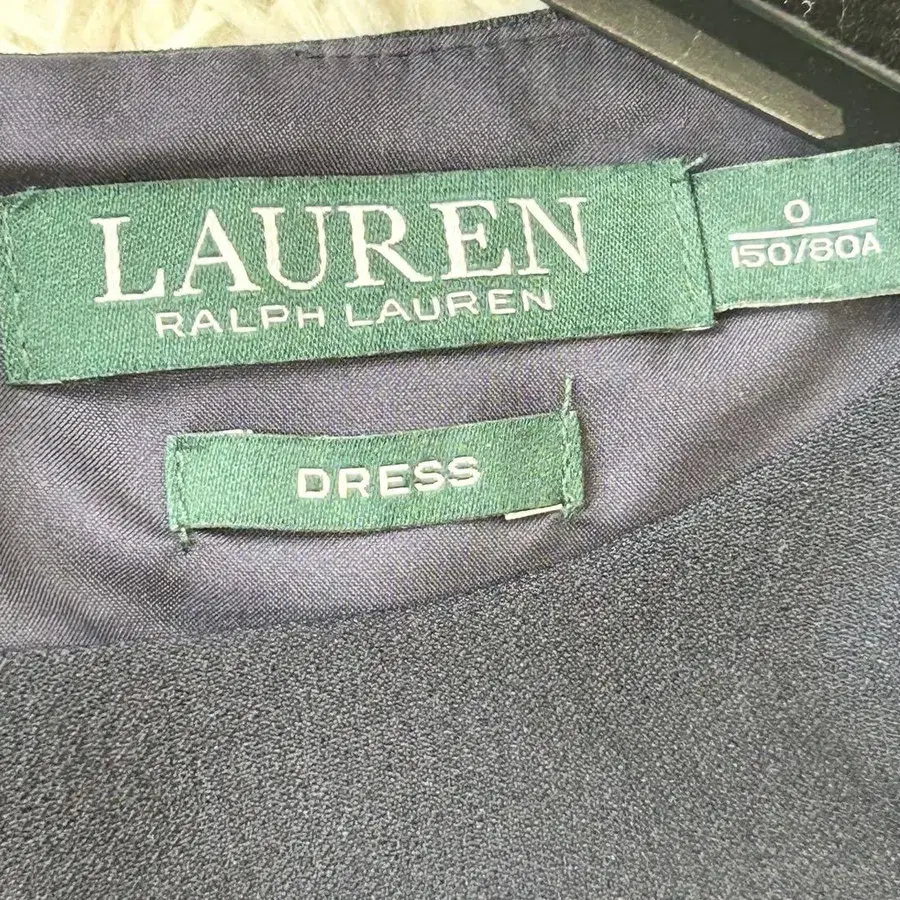 LAUREN
RALPH LAUREN
0
150/80A
DRESS